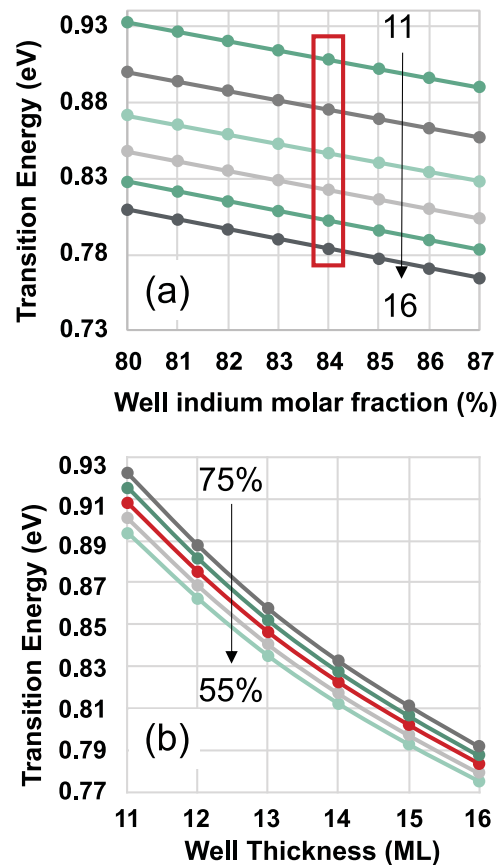 0.93
0.88
0.83
0.78
0.73
Transition Energy (eV)
11
16
(a)
80 81 82 83 84 85 86 87
Well indium molar fraction (%)
0.93
0.91
0.89
0.87
0.85
0.83
0.81
0.79
0.77
Transition Energy (eV)
75%
55%
(b)
11 12 13 14 15 16
Well Thickness (ML)